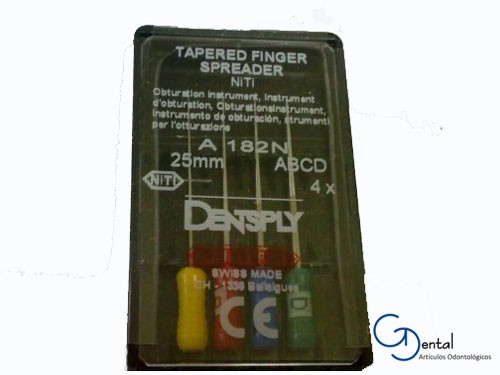 TAPERED FINGER
SPREADER
NiTi
Obturation Instrument, Instrument
d'obturation, Obturationsinstrument,
Instrumento de obturación, strumenti
per l'otturazione
A 182N
25mm ABCD
NiTi 4 x
DENTSPLY
SWISS MADE
CH - 1338 Ballaigues
CE
D
GDental
Artículos Odontológicos